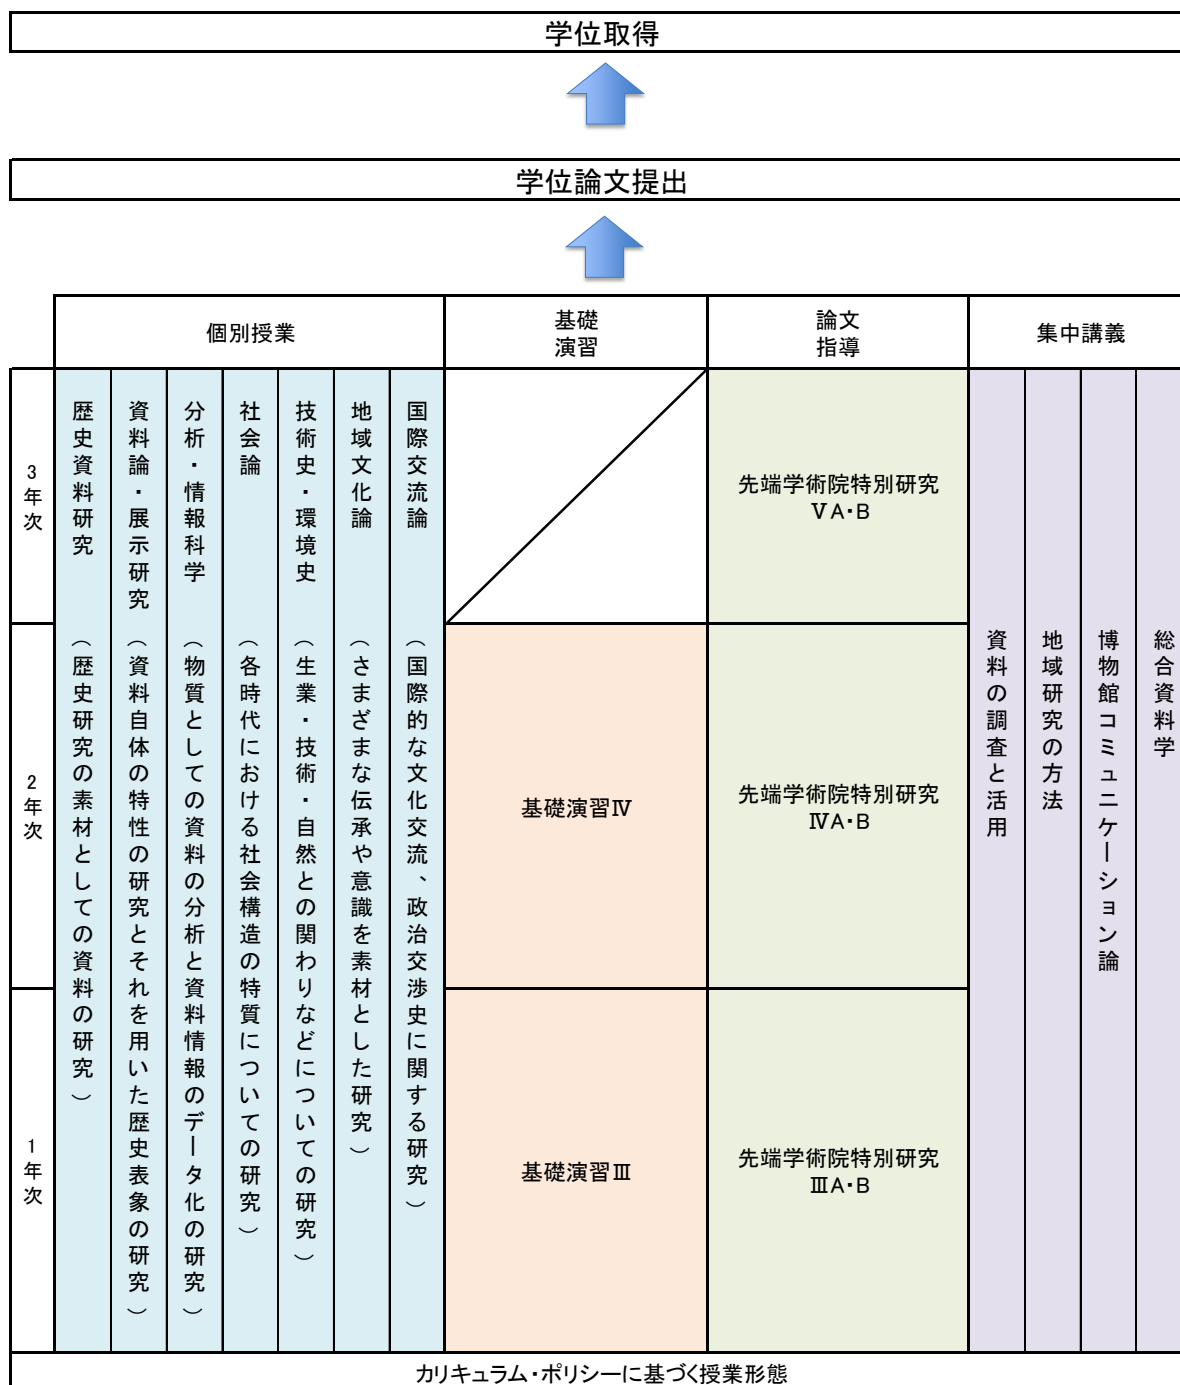 学位取得
学位論文提出
個別授業
基礎
演習
論文
指導
集中講義
3年次
2年次
1年次
歴史資料研究 （歴史研究の素材としての資料の研究）
資料論・展示研究 （資料自体の特性の研究とそれを用いた歴史表象の研究）
分析・情報科学 （物質としての資料の分析と資料情報のデータ化の研究）
社会論 （各時代における社会構造の特質についての研究）
技術史・環境史 （生業・技術・自然との関わりなどについての研究）
地域文化論 （さまざまな伝承や意識を素材とした研究）
国際交流論 （国際的な文化交流、政治交渉史に関する研究）
基礎演習Ⅳ
基礎演習Ⅲ
先端学術院特別研究
ⅤA・B
先端学術院特別研究
ⅣA・B
先端学術院特別研究
ⅢA・B
資料の調査と活用
地域研究の方法
博物館コミュニケーション論
総合資料学
カリキュラム・ポリシーに基づく授業形態